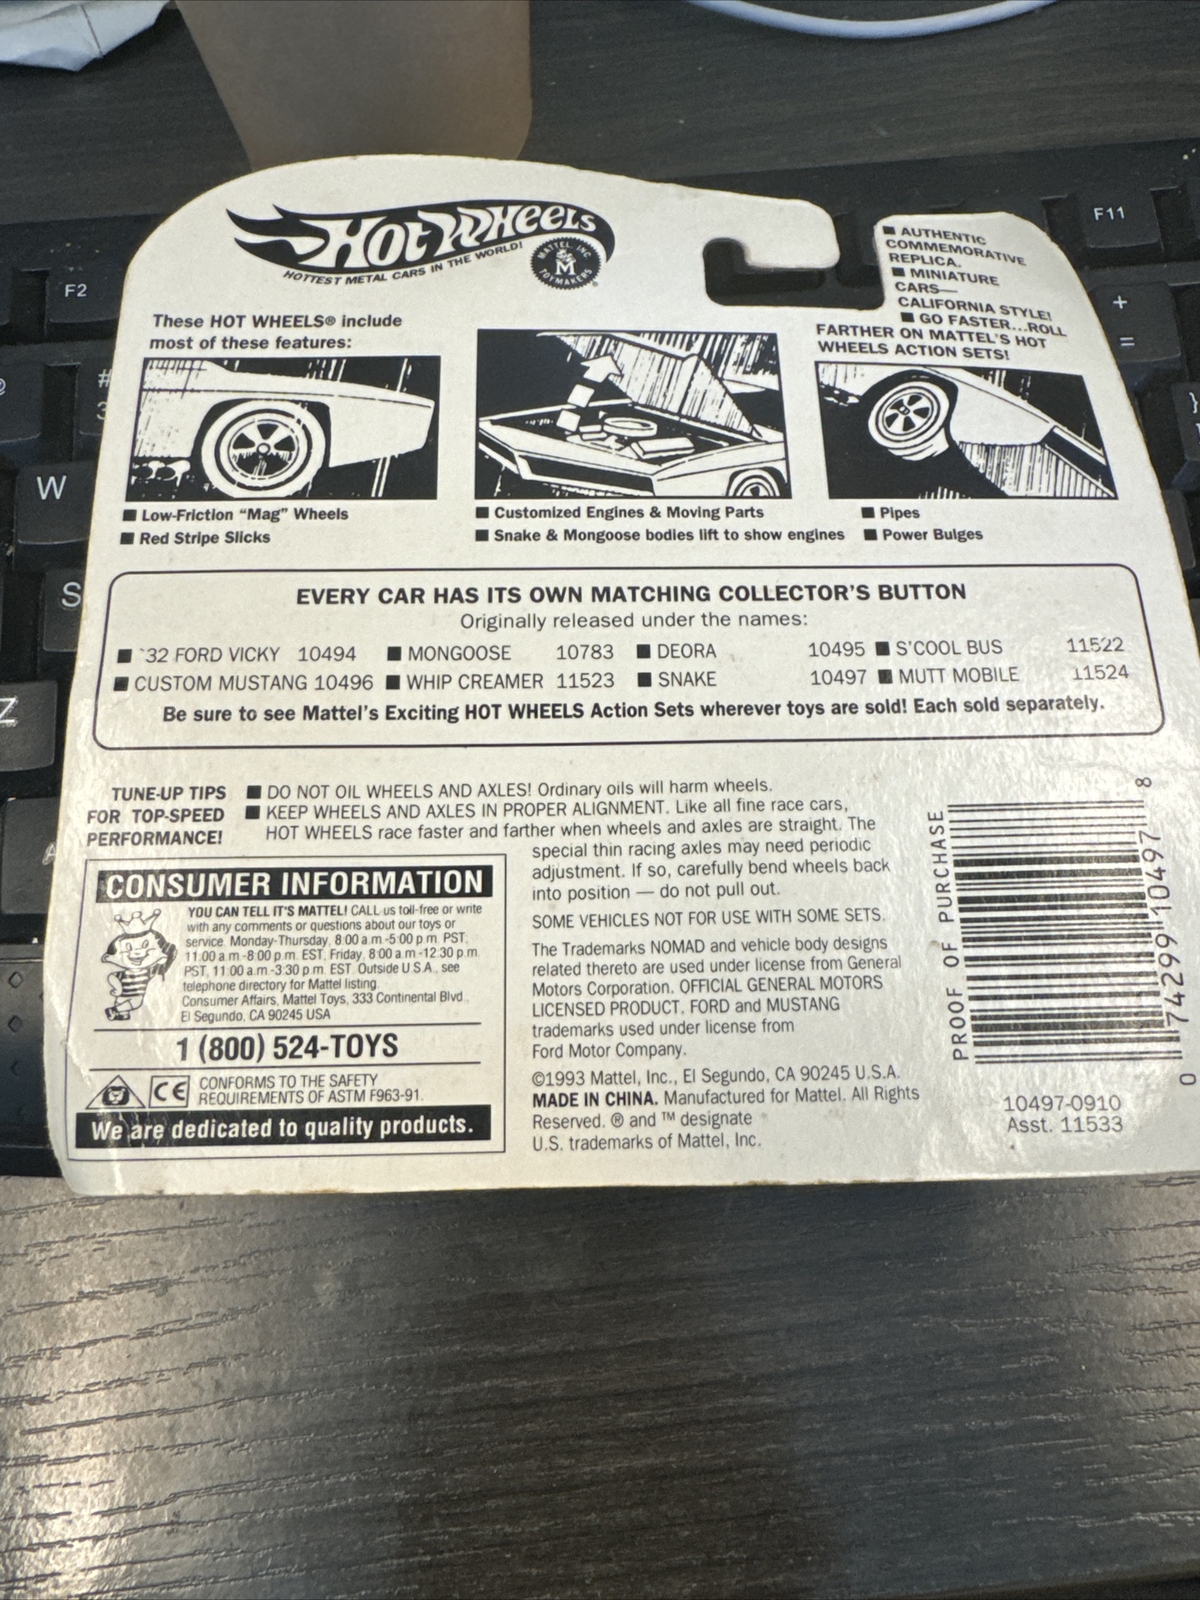 HOT WHEELS
HOTTEST METAL CARS IN THE WORLD!
MATTEL, INC.
M
TOYMAKERS
®
■ AUTHENTIC
COMMEMORATIVE
REPLICA.
■ MINIATURE
CARS—
CALIFORNIA STYLE!
■ GO FASTER...ROLL
FARTHER ON MATTEL'S HOT
WHEELS ACTION SETS!
These HOT WHEELS® include
most of these features:
■ Low-Friction "Mag" Wheels
■ Red Stripe Slicks
■ Customized Engines & Moving Parts
■ Snake & Mongoose bodies lift to show engines
■ Pipes
■ Power Bulges
EVERY CAR HAS ITS OWN MATCHING COLLECTOR'S BUTTON
Originally released under the names:
■ '32 FORD VICKY 10494 ■ MONGOOSE 10783 ■ DEORA 10495 ■ S'COOL BUS 11522
■ CUSTOM MUSTANG 10496 ■ WHIP CREAMER 11523 ■ SNAKE 10497 ■ MUTT MOBILE 11524
Be sure to see Mattel's Exciting HOT WHEELS Action Sets wherever toys are sold! Each sold separately.
TUNE-UP TIPS
FOR TOP-SPEED
PERFORMANCE!
■ DO NOT OIL WHEELS AND AXLES! Ordinary oils will harm wheels.
■ KEEP WHEELS AND AXLES IN PROPER ALIGNMENT. Like all fine race cars,
HOT WHEELS race faster and farther when wheels and axles are straight. The
special thin racing axles may need periodic
adjustment. If so, carefully bend wheels back
into position — do not pull out.
SOME VEHICLES NOT FOR USE WITH SOME SETS.
The Trademarks NOMAD and vehicle body designs
related thereto are used under license from General
Motors Corporation. OFFICIAL GENERAL MOTORS
LICENSED PRODUCT. FORD and MUSTANG
trademarks used under license from
Ford Motor Company.
©1993 Mattel, Inc., El Segundo, CA 90245 U.S.A.
MADE IN CHINA. Manufactured for Mattel. All Rights
Reserved. ® and ™ designate
U.S. trademarks of Mattel, Inc.
CONSUMER INFORMATION
YOU CAN TELL IT'S MATTEL! CALL us toll-free or write
with any comments or questions about our toys or
service. Monday-Thursday, 8:00 a.m.-5:00 p.m. PST,
11:00 a.m.-8:00 p.m. EST, Friday, 8:00 a.m.-12:30 p.m.
PST, 11:00 a.m.-3:30 p.m. EST. Outside U.S.A., see
telephone directory for Mattel listing.
Consumer Affairs, Mattel Toys, 333 Continental Blvd.,
El Segundo, CA 90245 USA
1 (800) 524-TOYS
CE
CONFORMS TO THE SAFETY
REQUIREMENTS OF ASTM F963-91.
We are dedicated to quality products.
PROOF OF PURCHASE
0 74299 10497 8
10497-0910
Asst. 11533
F2
F11
+
=
#
3
W
S
Z
A
}